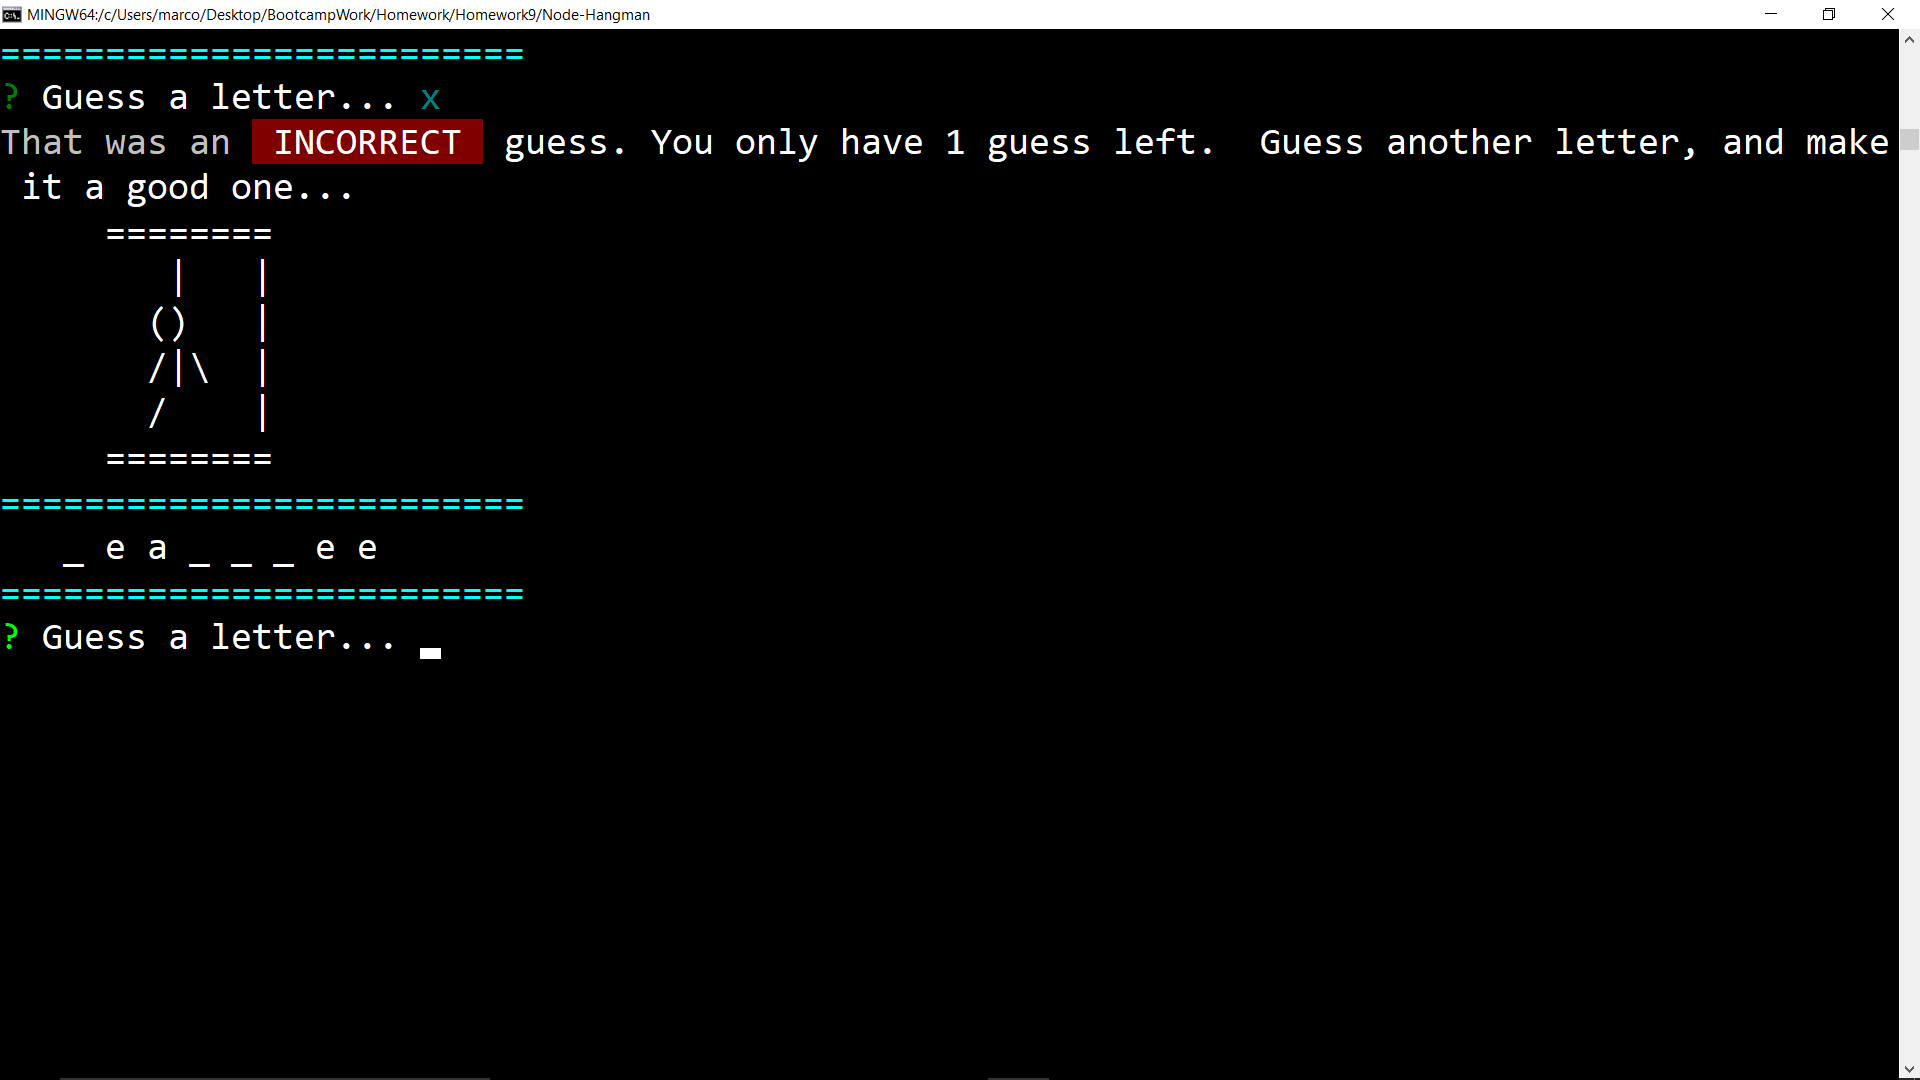 MINGW64:/c/Users/marco/Desktop/BootcampWork/Homework/Homework9/Node-Hangman
=========================
? Guess a letter... x
That was an  INCORRECT  guess. You only have 1 guess left.  Guess another letter, and make
 it a good one...
     ========
        |   |
       ()   |
       /|\  |
       /    |
     ========
=========================
   _ e a _ _ _ e e
=========================
? Guess a letter...